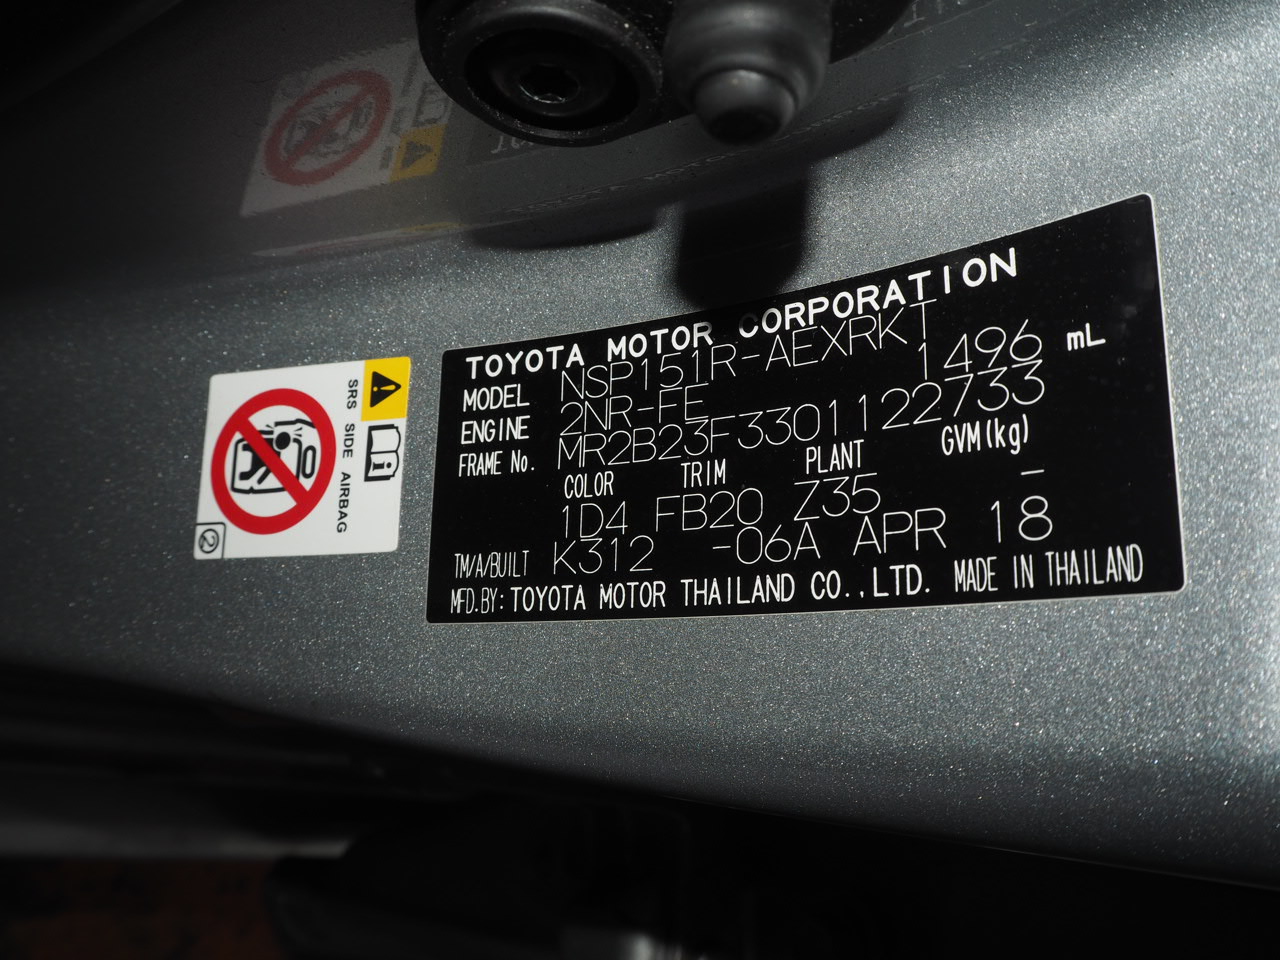 TOYOTA MOTOR CORPORATION
MODEL NSP151R-AEXRKT
ENGINE 2NR-FE 1496 mL
FRAME No. MR2B23F3301122733
COLOR TRIM PLANT GVM(kg)
1D4 FB20 Z35 –
TM/A/BUILT K312 -06A APR 18
MFD.BY: TOYOTA MOTOR THAILAND CO.,LTD. MADE IN THAILAND
SRS SIDE AIRBAG
2